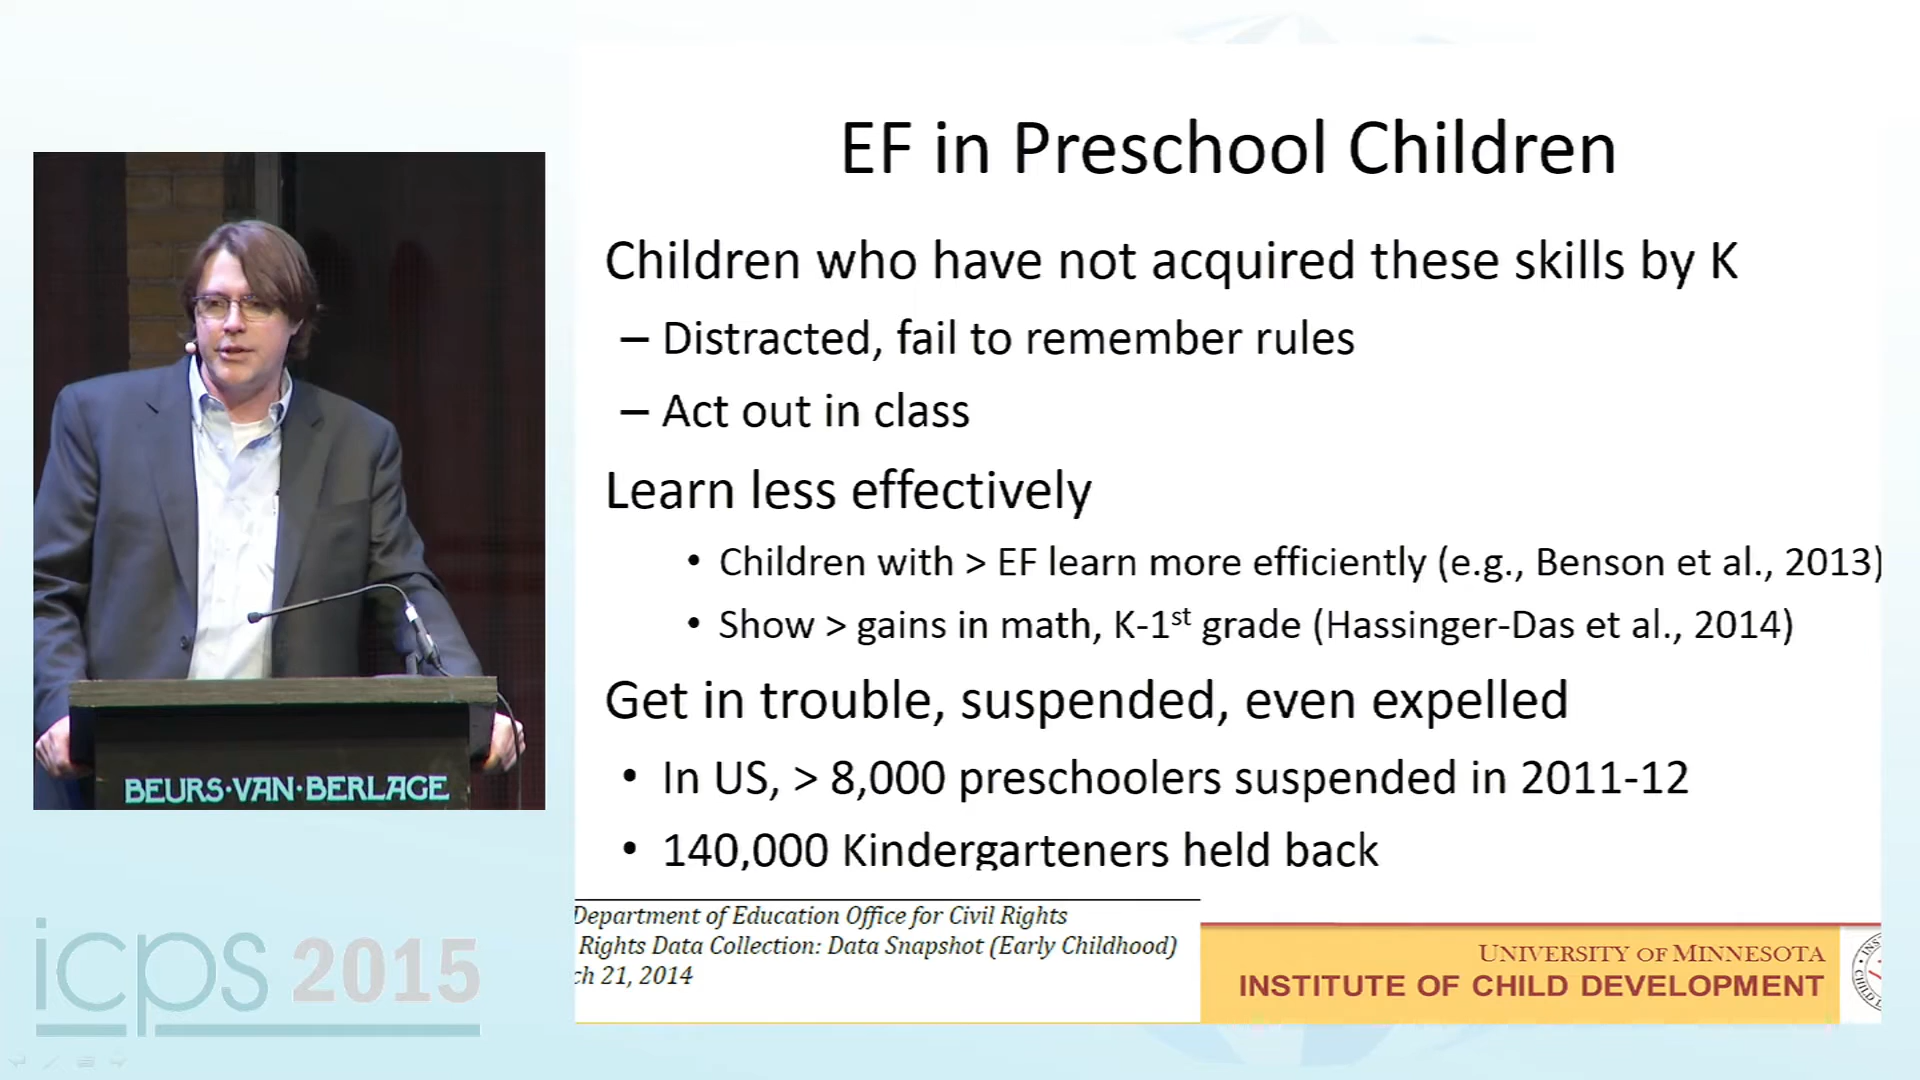 EF in Preschool Children
Children who have not acquired these skills by K
– Distracted, fail to remember rules
– Act out in class
Learn less effectively
• Children with > EF learn more efficiently (e.g., Benson et al., 2013)
• Show > gains in math, K-1st grade (Hassinger-Das et al., 2014)
Get in trouble, suspended, even expelled
• In US, > 8,000 preschoolers suspended in 2011-12
• 140,000 Kindergarteners held back
Department of Education Office for Civil Rights
Rights Data Collection: Data Snapshot (Early Childhood)
ch 21, 2014
UNIVERSITY OF MINNESOTA
INSTITUTE OF CHILD DEVELOPMENT
BEURS·VAN·BERLAGE
icps 2015